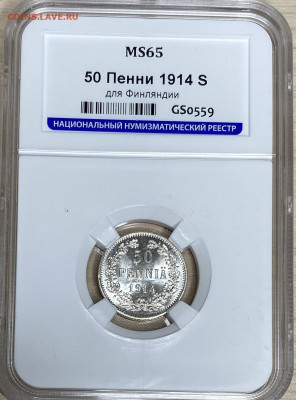 COINS.LAVE.RU
MS65
50 Пенни 1914 S
для Финляндии
GS0559
НАЦИОНАЛЬНЫЙ НУМИЗМАТИЧЕСКИЙ РЕЕСТР
50
PENNIÄ
1914